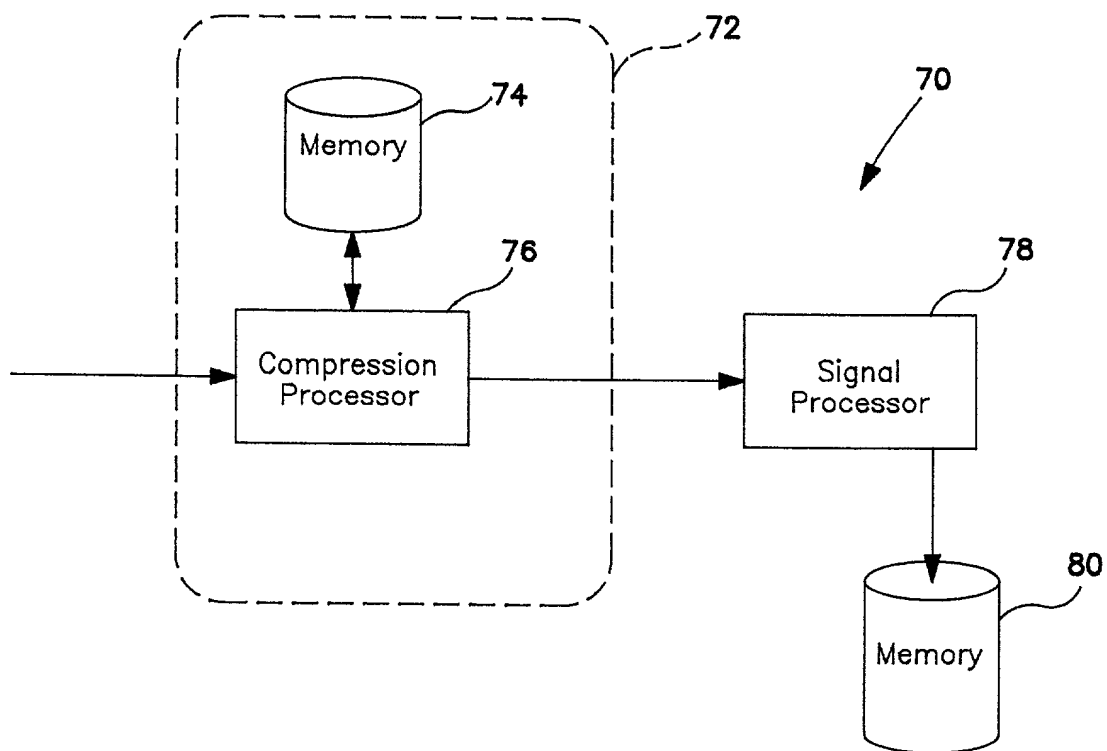 72
74
Memory
70
76
Compression
Processor
78
Signal
Processor
80
Memory